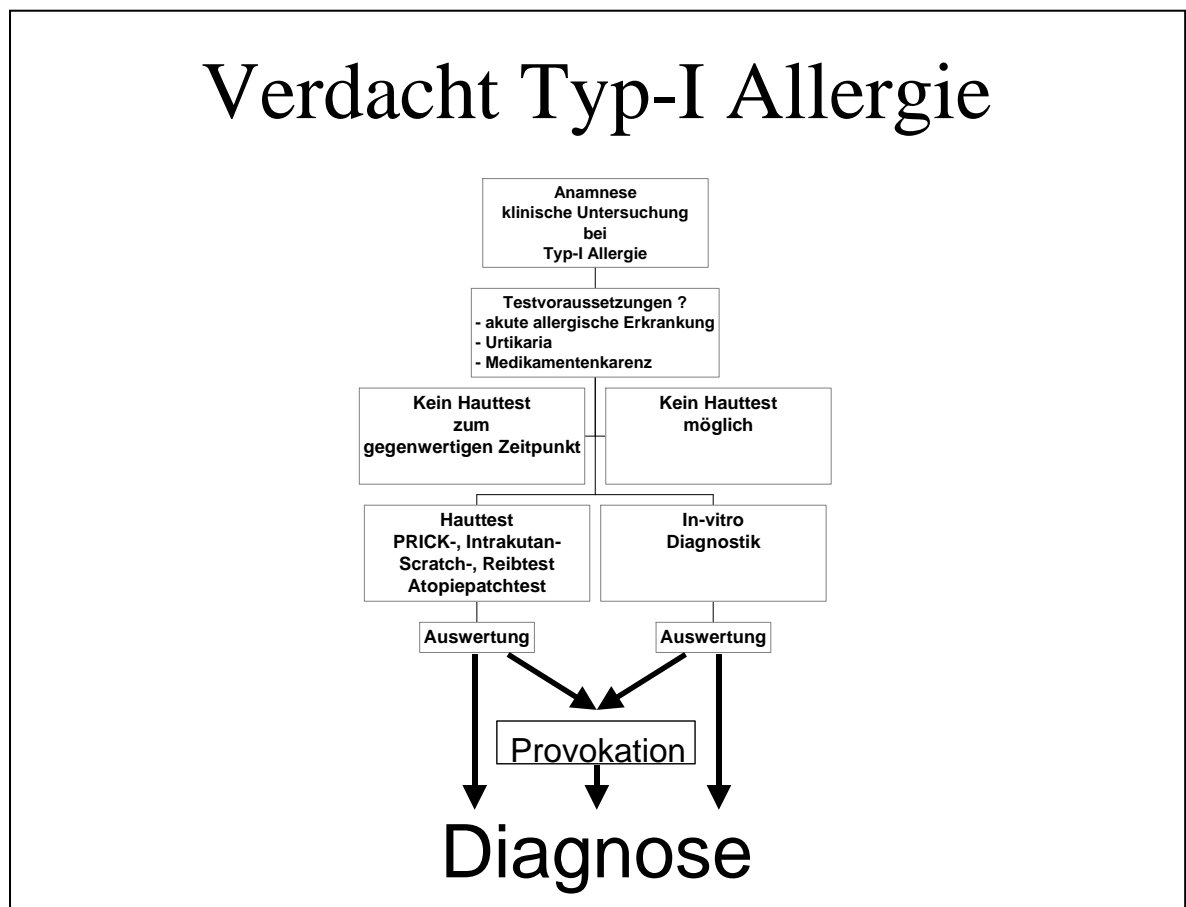 Verdacht Typ-I Allergie
Anamnese
klinische Untersuchung
bei
Typ-I Allergie
Testvoraussetzungen ?
- akute allergische Erkrankung
- Urtikaria
- Medikamentenkarenz
Kein Hauttest
zum
gegenwertigen Zeitpunkt
Kein Hauttest
möglich
Hauttest
PRICK-, Intrakutan-
Scratch-, Reibtest
Atopiepatchtest
In-vitro
Diagnostik
Auswertung
Auswertung
Provokation
Diagnose